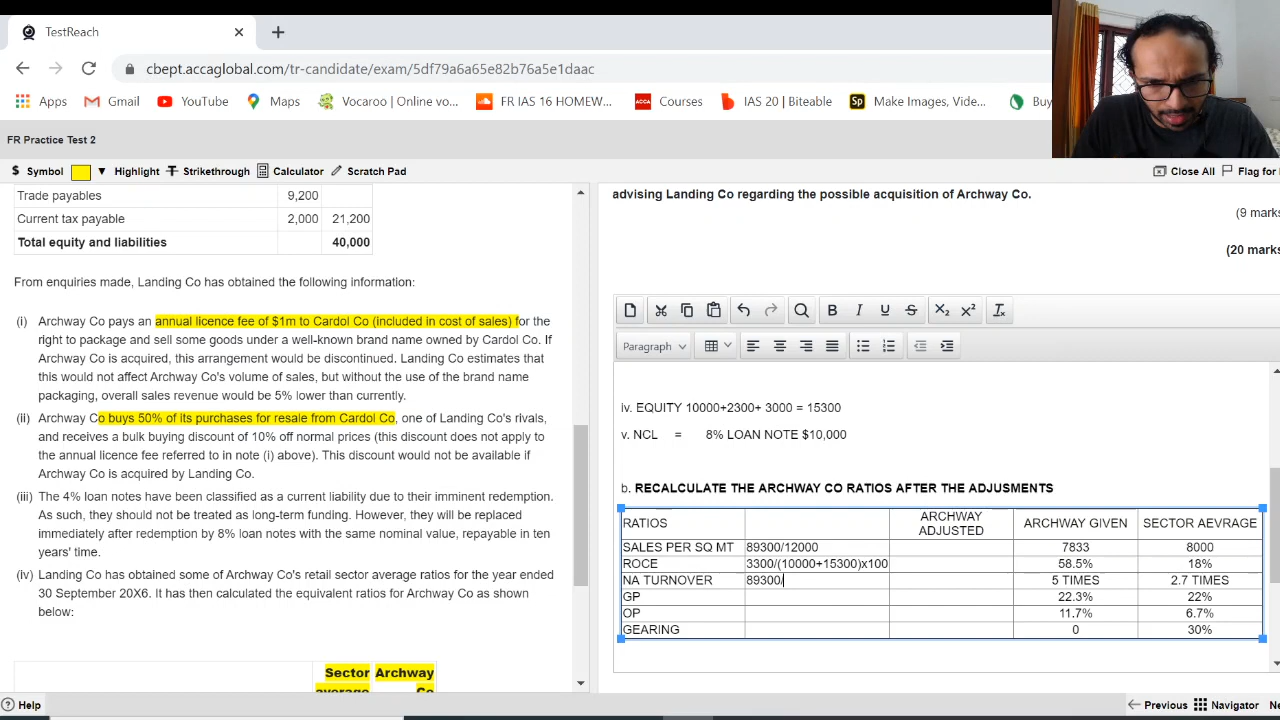 TestReach
cbept.accaglobal.com/tr-candidate/exam/5df79a6a65e82b76a5e1daac
Apps Gmail YouTube Maps Vocaroo | Online vo... FR IAS 16 HOMEW... ACCA Courses IAS 20 | Biteable Sp Make Images, Vide... Buy
FR Practice Test 2
$ Symbol Highlight Strikethrough Calculator Scratch Pad Close All Flag for
Trade payables 9,200
Current tax payable 2,000 21,200
Total equity and liabilities 40,000
From enquiries made, Landing Co has obtained the following information:
(i) Archway Co pays an annual licence fee of $1m to Cardol Co (included in cost of sales) for the
right to package and sell some goods under a well-known brand name owned by Cardol Co. If
Archway Co is acquired, this arrangement would be discontinued. Landing Co estimates that
this would not affect Archway Co's volume of sales, but without the use of the brand name
packaging, overall sales revenue would be 5% lower than currently.
(ii) Archway Co buys 50% of its purchases for resale from Cardol Co, one of Landing Co's rivals,
and receives a bulk buying discount of 10% off normal prices (this discount does not apply to
the annual licence fee referred to in note (i) above). This discount would not be available if
Archway Co is acquired by Landing Co.
(iii) The 4% loan notes have been classified as a current liability due to their imminent redemption.
As such, they should not be treated as long-term funding. However, they will be replaced
immediately after redemption by 8% loan notes with the same nominal value, repayable in ten
years' time.
(iv) Landing Co has obtained some of Archway Co's retail sector average ratios for the year ended
30 September 20X6. It has then calculated the equivalent ratios for Archway Co as shown
below:
Sector Archway
average Co
advising Landing Co regarding the possible acquisition of Archway Co.
(9 marks
(20 marks
B I U S X2 X2 Ix
Paragraph
iv. EQUITY 10000+2300+ 3000 = 15300
v. NCL = 8% LOAN NOTE $10,000
b. RECALCULATE THE ARCHWAY CO RATIOS AFTER THE ADJUSMENTS
RATIOS ARCHWAY ADJUSTED ARCHWAY GIVEN SECTOR AEVRAGE
SALES PER SQ MT 89300/12000 7833 8000
ROCE 3300/(10000+15300)x100 58.5% 18%
NA TURNOVER 89300/ 5 TIMES 2.7 TIMES
GP 22.3% 22%
OP 11.7% 6.7%
GEARING 0 30%
Help Previous Navigator Ne